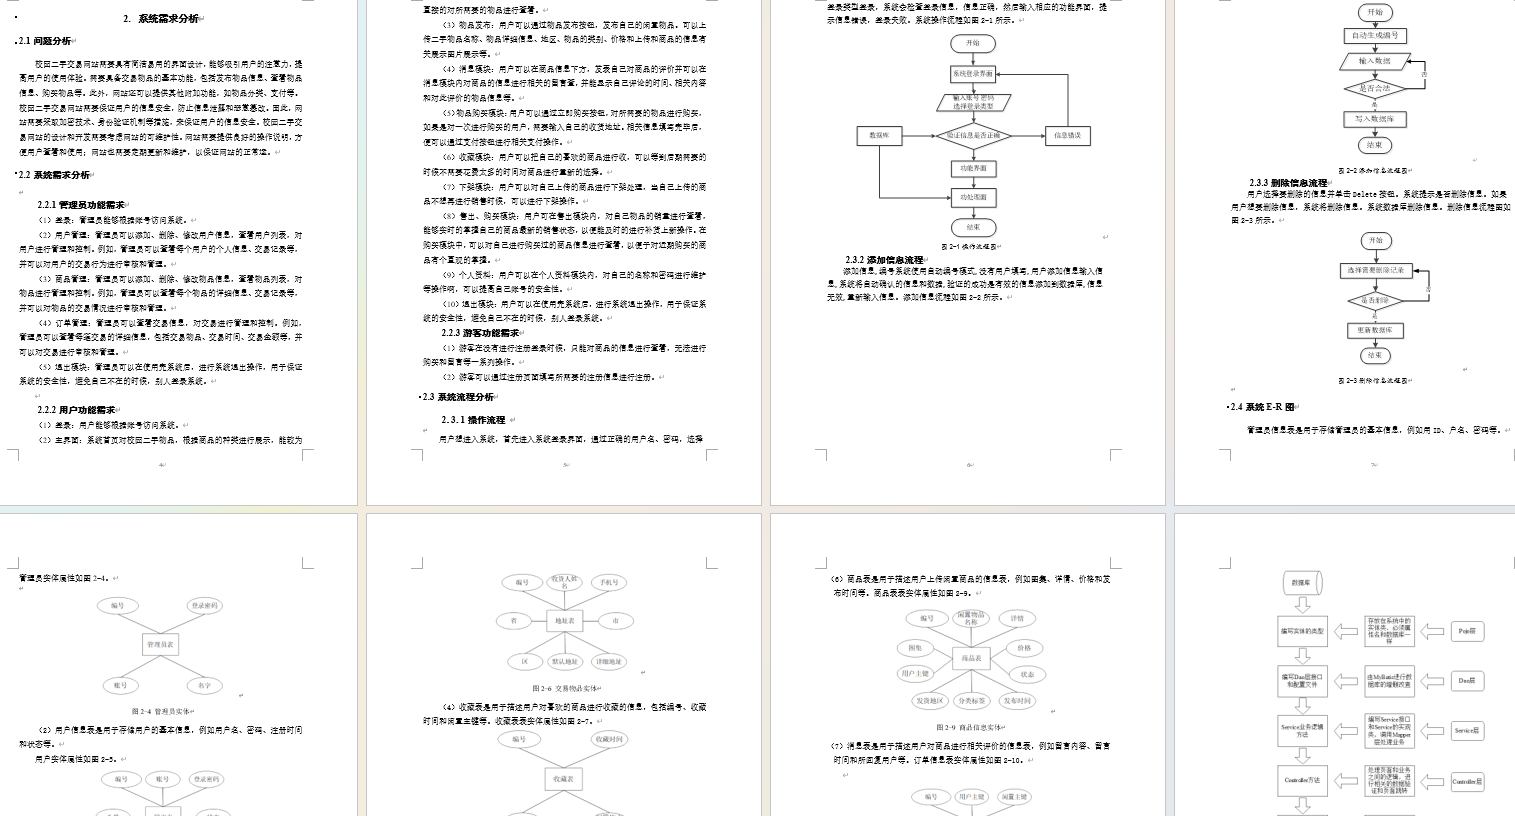 2. 系统需求分析
2.1 问题分析
校园二手交易网站需要具有简洁易用的界面设计，能够吸引用户的注意力，提
高用户的使用体验。需要具备交易物品的基本功能，包括发布物品信息、查看物品
信息、购买物品等。此外，网站还可以提供其他附加功能，如物品分类、支付等。
校园二手交易网站需要保证用户的信息安全，防止信息泄露和恶意篡改。因此，网
站需要采取加密技术、身份验证机制等措施，来保证用户的信息安全。校园二手交
易网站的设计和开发需要考虑网站的可维护性。网站需要提供良好的操作说明，方
便用户查看和使用；网站也需要定期更新和维护，以保证网站的正常运。
2.2 系统需求分析
2.2.1 管理员功能需求
（1）登录：管理员能够根据账号访问系统。
（2）用户管理：管理员可以添加、删除、修改用户信息，查看用户列表，对
用户进行管理和控制。例如，管理员可以查看每个用户的个人信息、交易记录等，
并可以对用户的交易行为进行审核和管理。
（3）商品管理：管理员可以添加、删除、修改物品信息，查看物品列表，对
物品进行管理和控制。例如，管理员可以查看每个物品的详细信息、交易记录等，
并可以对物品的交易情况进行审核和管理。
（4）订单管理：管理员可以查看交易信息，对交易进行管理和控制。例如，
管理员可以查看每笔交易的详细信息，包括交易物品、交易时间、交易金额等，并
可以对交易进行审核和管理。
（5）退出模块：管理员可以在使用完系统后，进行系统退出操作，用于保证
系统的安全性，避免自己不在的时候，别人登录系统。
2.2.2 用户功能需求
（1）登录：用户能够根据账号访问系统。
（2）主界面：系统首页对校园二手物品，根据商品的种类进行展示，能较为
4
直接的对所需要的物品进行查看。
（3）物品发布：用户可以通过物品发布按钮，发布自己的闲置物品，可以上
传二手物品名称、物品详细信息、地区、物品的类别、价格和上传和商品的信息有
关展示图片展示等。
（4）消息模块：用户可以在商品信息下方，发表自己对商品的评价并可以在
消息模块内对商品的信息进行相关的留言查，并能显示自己评论的时间、相关内容
和对此评价的物品信息等。
（5）物品购买模块：用户可以通过立即购买按钮，对所需要的物品进行购买，
如果是对一次进行购买的用户，需要输入自己的收货地址。相关信息填写完毕后，
便可以通过支付按钮进行相关支付操作。
（6）收藏模块：用户可以把自己的喜欢的商品进行收，可以等到后期需要的
时候不需要花费太多的时间对商品进行重新的选择。
（7）下架模块：用户可以对自己上传的商品进行下架处理，当自己上传的商
品不想再进行销售时候，可以进行下架操作。
（8）售出、购买模块：用户可在售出模块内，对自己物品的销量进行查看，
能够实时的掌握自己的商品最新的销售状态，以便能及时的进行补货上新操作。在
购买模块中，可以对自己进行购买过的商品信息进行查看，以便于对近期购买的商
品有个直观的掌握。
（9）个人资料：用户可以在个人资料模块内，对自己的名称和密码进行维护
等操作啊，可以提高自己账号的安全性。
（10）退出模块：用户可以在使用完系统后，进行系统退出操作，用于保证系
统的安全性，避免自己不在的时候，别人登录系统。
2.2.3 游客功能需求
（1）游客在没有进行注册登录时候，只能对商品的信息进行查看，无法进行
购买和留言等一系列操作。
（2）游客可以通过注册页面填写所需要的注册信息进行注册。
2.3 系统流程分析
2.3.1 操作流程
用户想进入系统，首先进入系统登录界面，通过正确的用户名、密码，选择
5
登录类型登录，系统会检查登录信息，信息正确，然后输入相应的功能界面，提
示信息错误，登录失败。系统操作流程如图 2-1 所示。
开始
系统登录界面
输入账号 密码
选择登录类型
数据库
验证信息是否正确
信息错误
功能界面
功处理面
结束
图 2-1 操作流程图
2.3.2 添加信息流程
添加信息,编号系统使用自动编号模式,没有用户填写,用户添加信息输入信
息,系统将自动确认的信息和数据,验证的成功是有效的信息添加到数据库,信息
无效,重新输入信息。添加信息流程如图 2-2 所示。
6
开始
自动生成编号
输入数据
否
是否合法
是
写入数据库
结束
图 2-2 添加信息流程图
2.3.3 删除信息流程
用户选择要删除的信息并单击 Delete 按钮。系统提示是否删除信息。如果
用户想要删除信息，系统将删除信息。系统数据库删除信息。删除信息流程图如
图 2-3 所示。
开始
选择需要删除记录
否
是否删除
是
更新数据库
结束
图 2-3 删除信息流程图
2.4 系统 E-R 图
管理员信息表是用于存储管理员的基本信息，例如用 ID、户名、密码等。
7
管理员实体属性如图 2-4。
编号
登录密码
管理员表
账号
名字
图 2-4 管理员实体
（2）用户信息表是用于存储用户的基本信息，例如用户名、密码、注册时间
和状态等。
用户实体属性如图 2-5。
编号
账号
登录密码
编号
收货人姓
名
手机号
省
地址表
市
区
默认地址
详细地址
图 2-6 交易物品实体
（4）收藏表是用于描述用户对喜欢的商品进行收藏的信息，包括编号、收藏
时间和闲置主键等。收藏表表实体属性如图 2-7。
编号
收藏时间
收藏表
（6）商品表是用于描述用户上传闲置商品的信息表，例如图集、详情、价格和发
布时间等。商品表表实体属性如图 2-9。
编号
闲置物品
名称
详情
图集
商品表
价格
用户主键
状态
发货地区
分类标签
发布时间
图 2-9 商品信息实体
（7）消息表是用于描述用户对商品进行相关评价的信息表，例如留言内容、留言
时间和所回复用户等。订单信息表实体属性如图 2-10。
编号
用户主键
闲置主键
数据库
编写实体的类型
存放在系统中的
实体类，必须属
性名和数据库一
样
Pojo层
编写Dao层接口
和配置文件
由MyBatis进行数
据库的增删改查
Dao层
Service业务逻辑
方法
编写Service接口
和Service的实现
类，调用Mapper
层处理业务
Service层
Controller方法
处理页面和业务
之间的逻辑，进
行相关的数据验
证和页面跳转
Controller层